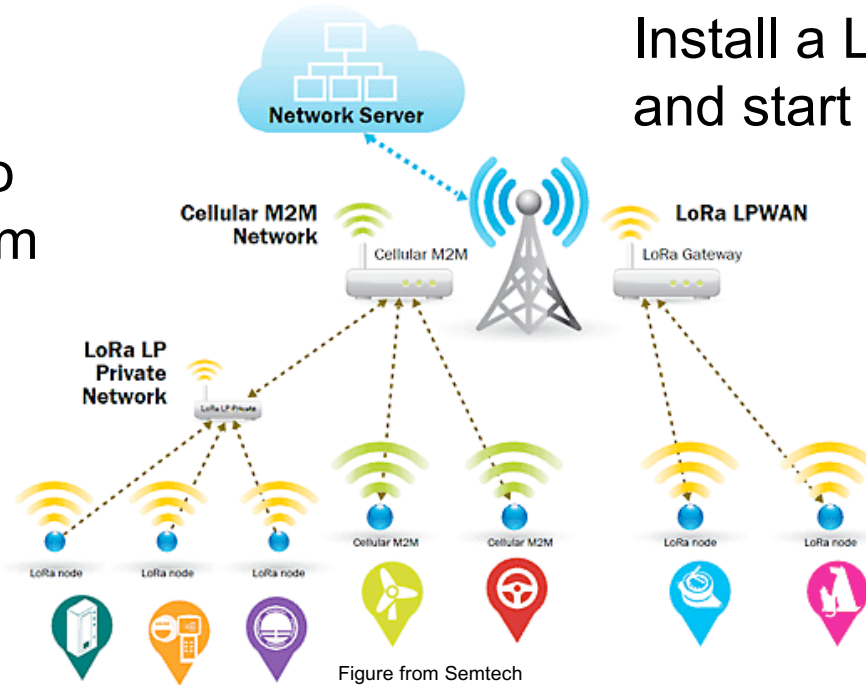 Install a L
and start
o
m
Network Server
Cellular M2M
Network
Cellular M2M
LoRa LPWAN
LoRa Gateway
LoRa LP
Private
Network
LoRa LP Private
Cellular M2M
Cellular M2M
LoRa node
LoRa node
LoRa node
LoRa node
LoRa node
Figure from Semtech